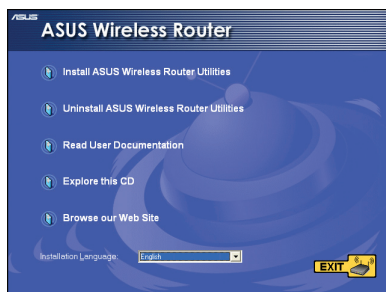 ASUS
ASUS Wireless Router
Install ASUS Wireless Router Utilities
Uninstall ASUS Wireless Router Utilities
Read User Documentation
Explore this CD
Browse our Web Site
Installation Language: English
EXIT